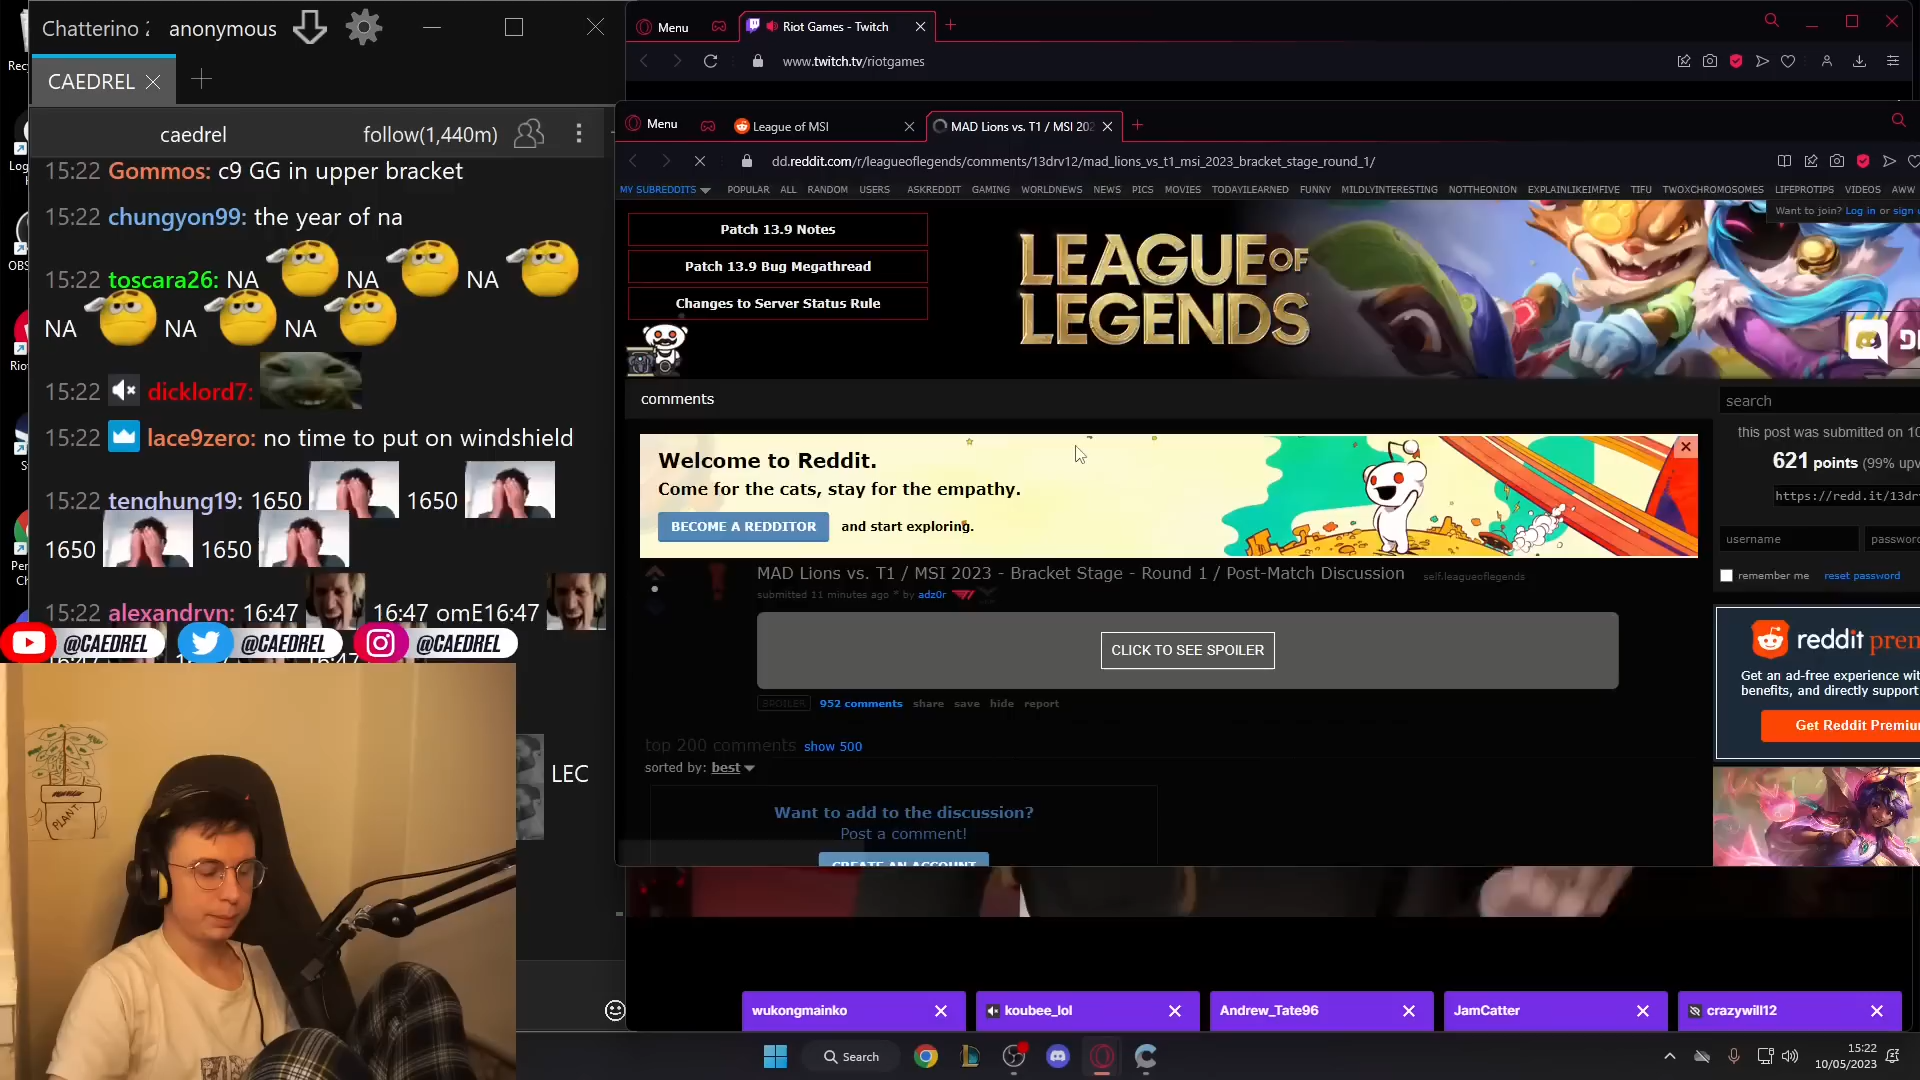 Chatterino 2
anonymous
CAEDREL
caedrel
follow(1,440m)
15:22 Gommos: c9 GG in upper bracket
15:22 chungyon99: the year of na
15:22 toscara26: NA NA NA
NA NA NA
15:22 dicklord7:
15:22 lace9zero: no time to put on windshield
15:22 tenghung19: 1650 1650
1650 1650
15:22 alexandryn: 16:47 16:47 omE16:47
@CAEDREL @CAEDREL @CAEDREL
LEC
PLANT
Menu
Riot Games - Twitch
www.twitch.tv/riotgames
Menu
League of MSI
MAD Lions vs. T1 / MSI 202
dd.reddit.com/r/leagueoflegends/comments/13drv12/mad_lions_vs_t1_msi_2023_bracket_stage_round_1/
MY SUBREDDITS POPULAR ALL RANDOM USERS ASKREDDIT GAMING WORLDNEWS NEWS PICS MOVIES TODAYILEARNED FUNNY MILDLYINTERESTING NOTTHEONION EXPLAINLIKEIMFIVE TIFU TWOXCHROMOSOMES LIFEPROTIPS VIDEOS AWW
Want to join? Log in or sign
Patch 13.9 Notes
Patch 13.9 Bug Megathread
Changes to Server Status Rule
LEAGUE OF
LEGENDS
comments
search
Welcome to Reddit.
Come for the cats, stay for the empathy.
BECOME A REDDITOR and start exploring.
this post was submitted on 10
621 points (99% upv
https://redd.it/13drv
username
password
remember me reset password
MAD Lions vs. T1 / MSI 2023 - Bracket Stage - Round 1 / Post-Match Discussion self.leagueoflegends
submitted 11 minutes ago * by adz0r
CLICK TO SEE SPOILER
SPOILER 952 comments share save hide report
top 200 comments show 500
sorted by: best
Want to add to the discussion?
Post a comment!
CREATE AN ACCOUNT
reddit prem
Get an ad-free experience with
benefits, and directly support
Get Reddit Premium
wukongmainko
koubee_lol
Andrew_Tate96
JamCatter
crazywill12
Search
15:22
10/05/2023